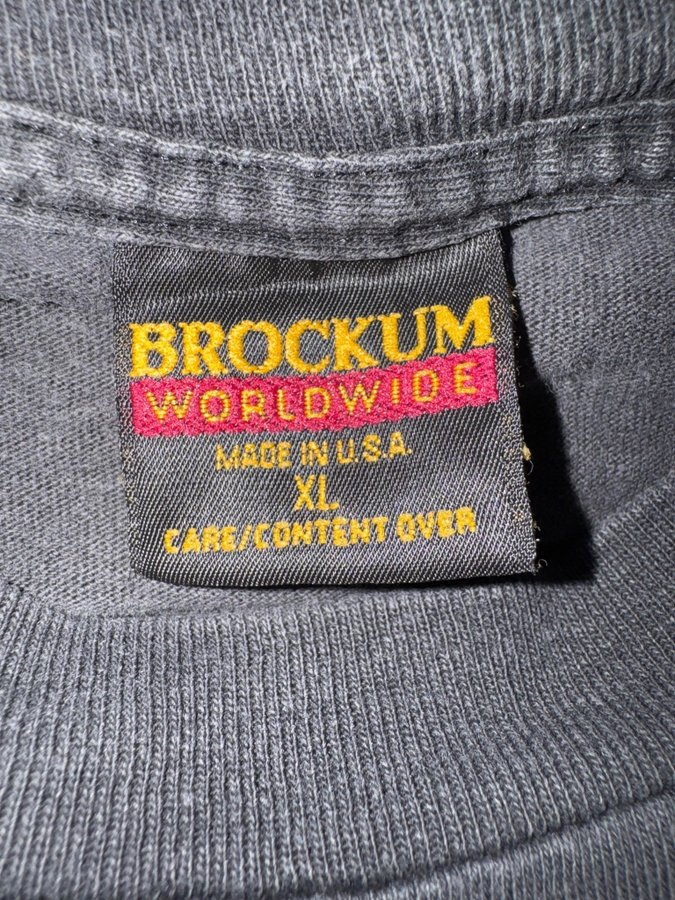 BROCKUM
WORLDWIDE
MADE IN U.S.A.
XL
CARE/CONTENT OVER